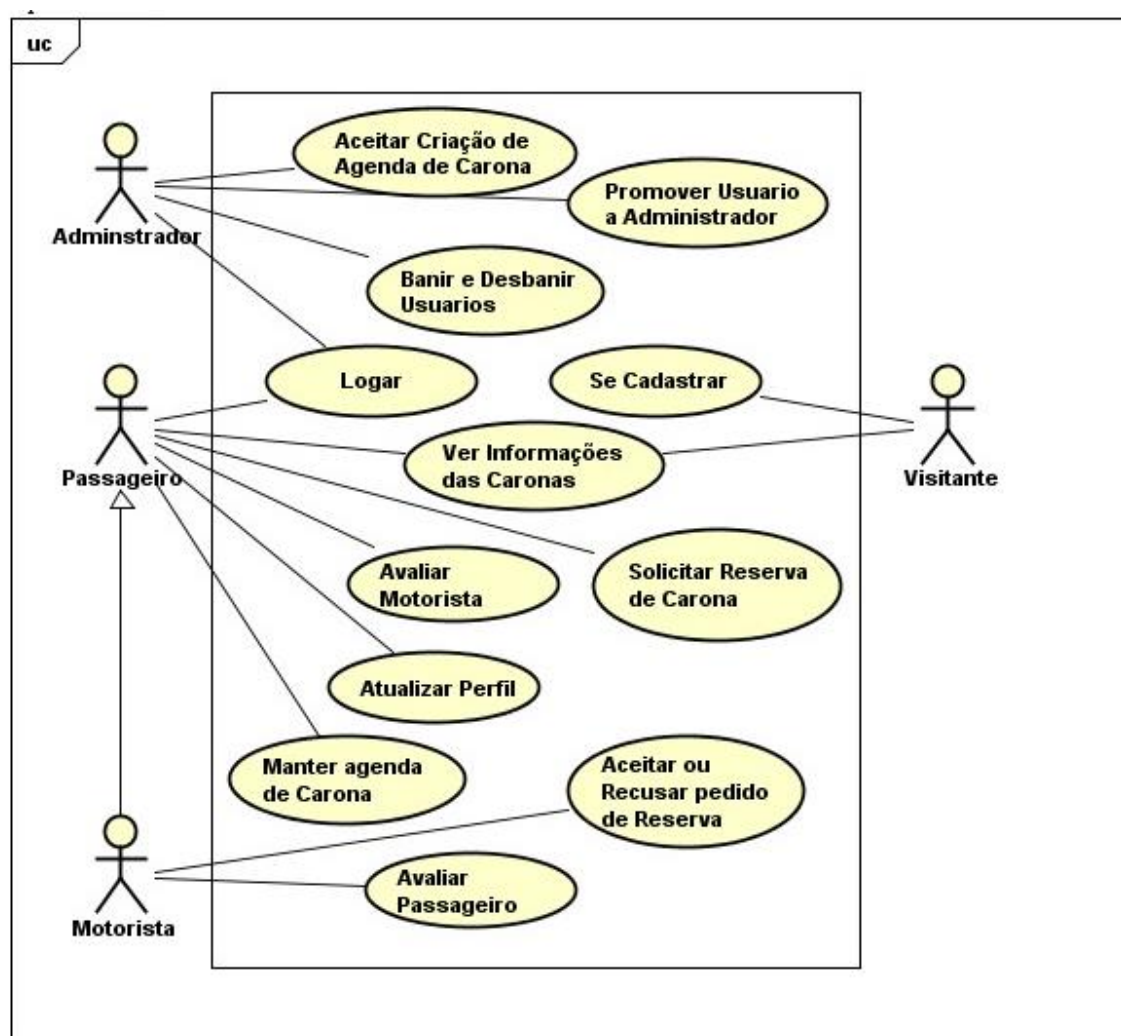 uc
Aceitar Criação de
Agenda de Carona
Promover Usuario
a Administrador
Adminstrador
Banir e Desbanir
Usuarios
Logar
Se Cadastrar
Ver Informações
das Caronas
Passageiro
Visitante
Avaliar
Motorista
Solicitar Reserva
de Carona
Atualizar Perfil
Manter agenda
de Carona
Aceitar ou
Recusar pedido
de Reserva
Avaliar
Passageiro
Motorista